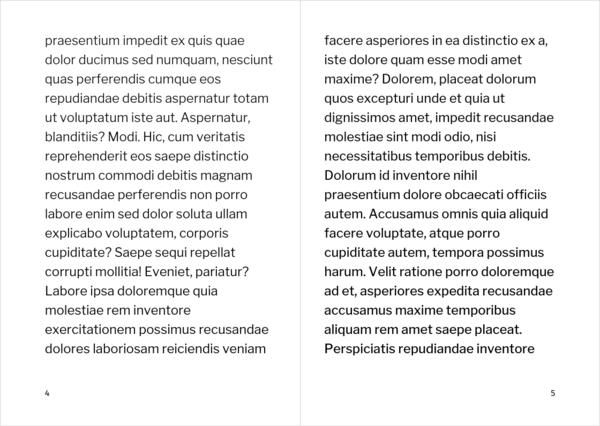 praesentium impedit ex quis quae
dolor ducimus sed numquam, nesciunt
quas perferendis cumque eos
repudiandae debitis aspernatur totam
ut voluptatum iste aut. Aspernatur,
blanditiis? Modi. Hic, cum veritatis
reprehenderit eos saepe distinctio
nostrum commodi debitis magnam
recusandae perferendis non porro
labore enim sed dolor soluta ullam
explicabo voluptatem, corporis
cupiditate? Saepe sequi repellat
corrupti mollitia! Eveniet, pariatur?
Labore ipsa doloremque quia
molestiae rem inventore
exercitationem possimus recusandae
dolores laboriosam reiciendis veniam
4
facere asperiores in ea distinctio ex a,
iste dolore quam esse modi amet
maxime? Dolorem, placeat dolorum
quos excepturi unde et quia ut
dignissimos amet, impedit recusandae
molestiae sint modi odio, nisi
necessitatibus temporibus debitis.
Dolorum id inventore nihil
praesentium dolore obcaecati officiis
autem. Accusamus omnis quia aliquid
facere voluptate, atque porro
cupiditate autem, tempora possimus
harum. Velit ratione porro doloremque
ad et, asperiores expedita recusandae
accusamus maxime temporibus
aliquam rem amet saepe placeat.
Perspiciatis repudiandae inventore
5